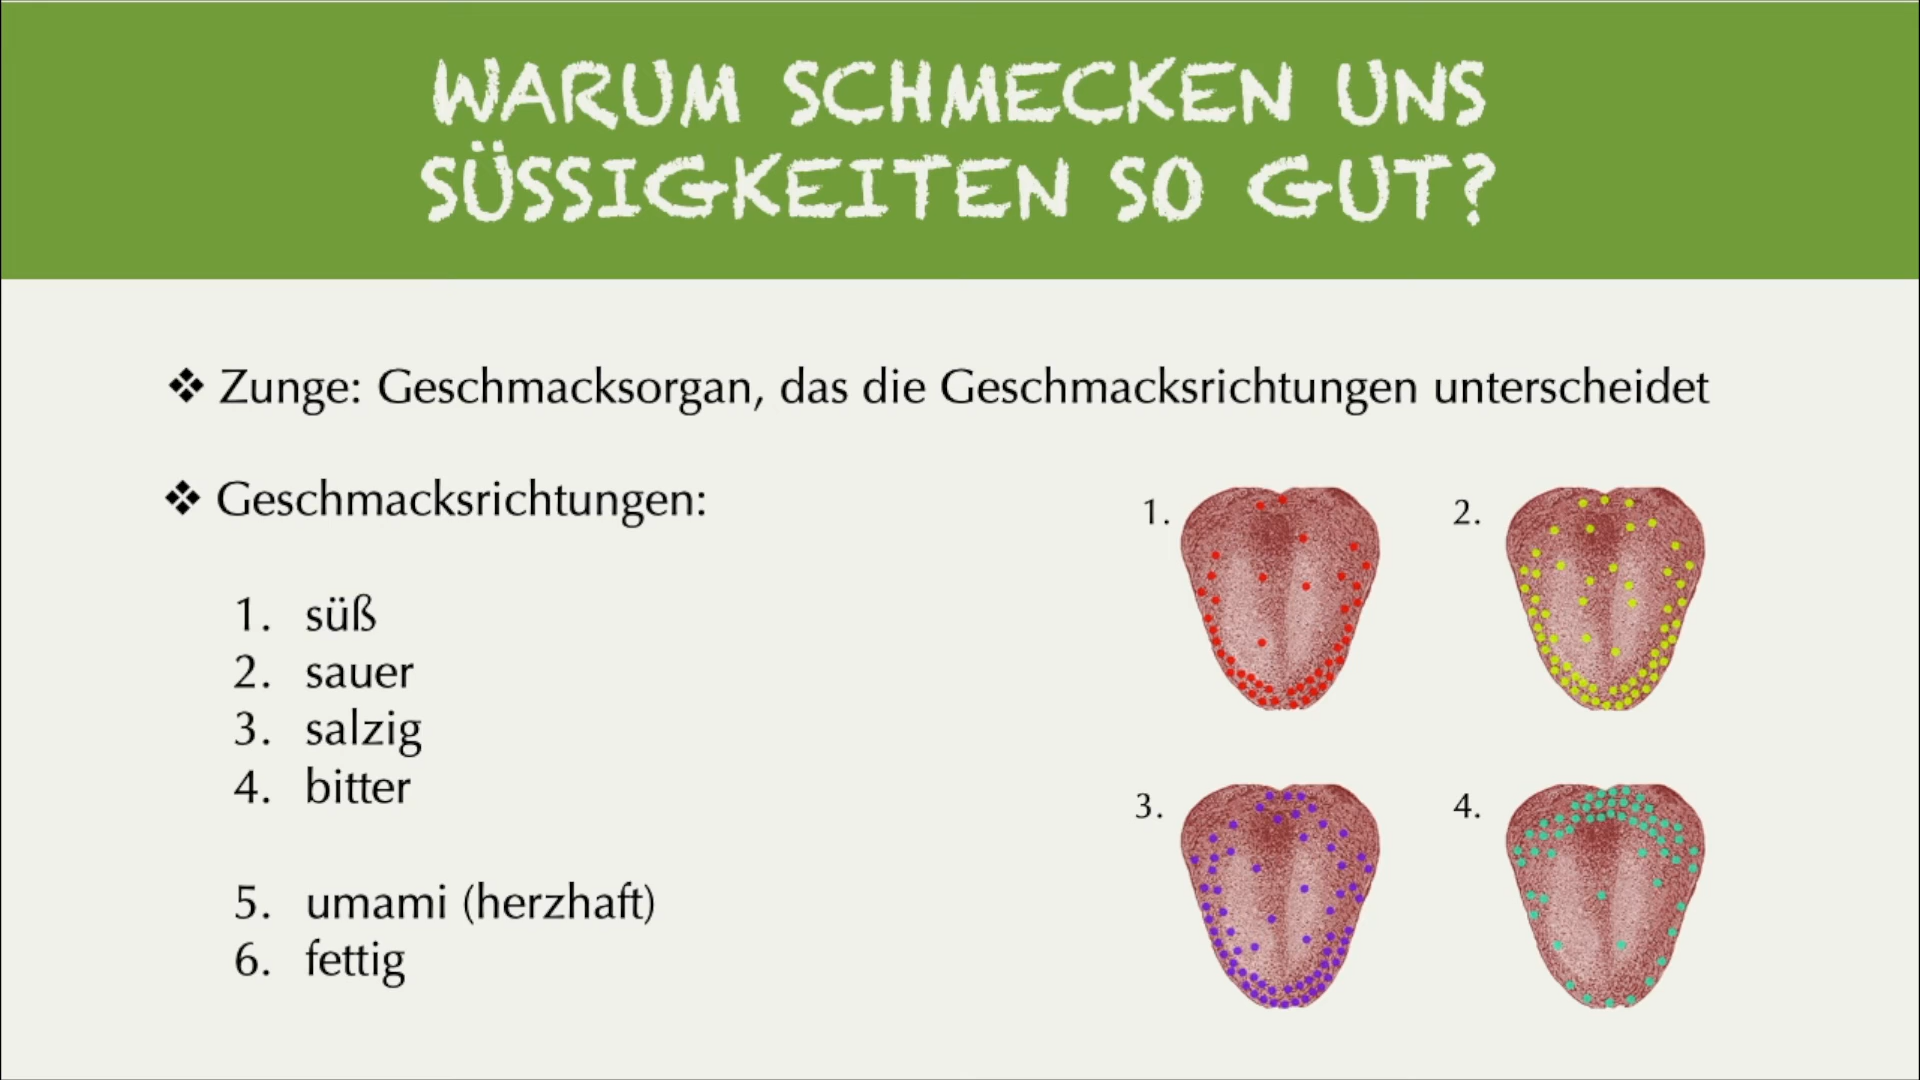 WARUM SCHMECKEN UNS
SÜSSIGKEITEN SO GUT?
❖ Zunge: Geschmacksorgan, das die Geschmacksrichtungen unterscheidet
❖ Geschmacksrichtungen:
1. süß
2. sauer
3. salzig
4. bitter
5. umami (herzhaft)
6. fettig
1.
2.
3.
4.